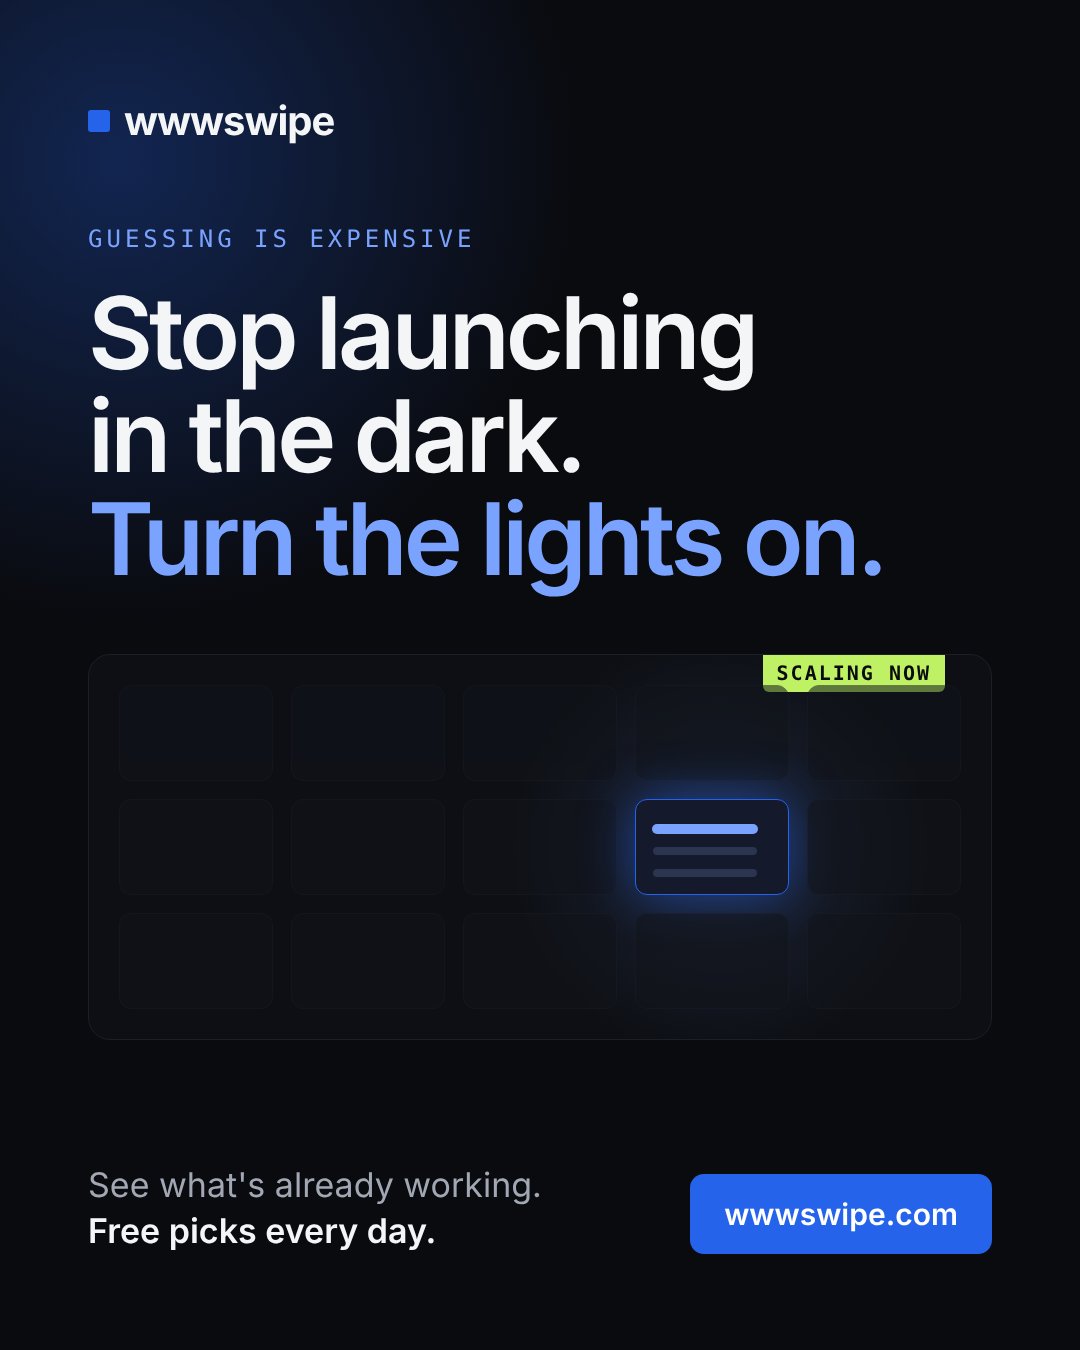 wwwswipe
GUESSING IS EXPENSIVE
Stop launching
in the dark.
Turn the lights on.
SCALING NOW
See what's already working.
Free picks every day.
wwwswipe.com